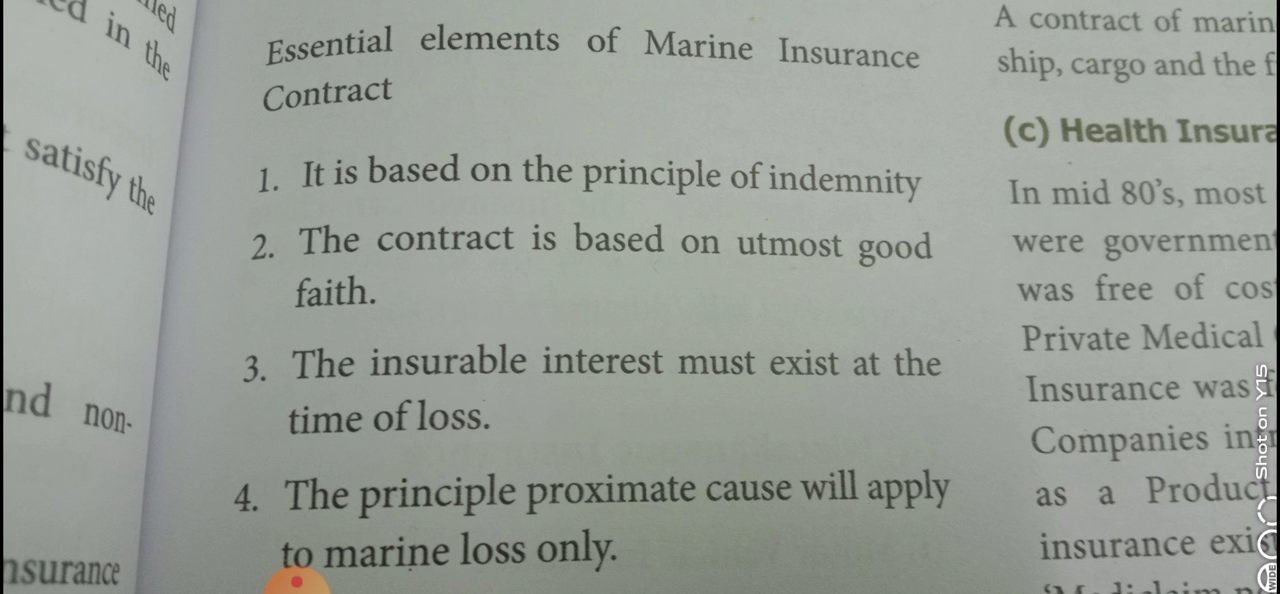 in the
satisfy the
nd non-
nsurance
Essential elements of Marine Insurance
Contract
1. It is based on the principle of indemnity
2. The contract is based on utmost good
faith.
3. The insurable interest must exist at the
time of loss.
4. The principle proximate cause will apply
to marine loss only.
A contract of marin
ship, cargo and the f
(c) Health Insura
In mid 80's, most
were government
was free of cos
Private Medical
Insurance was
Companies int
as a Product
insurance exi
Shot on Y15